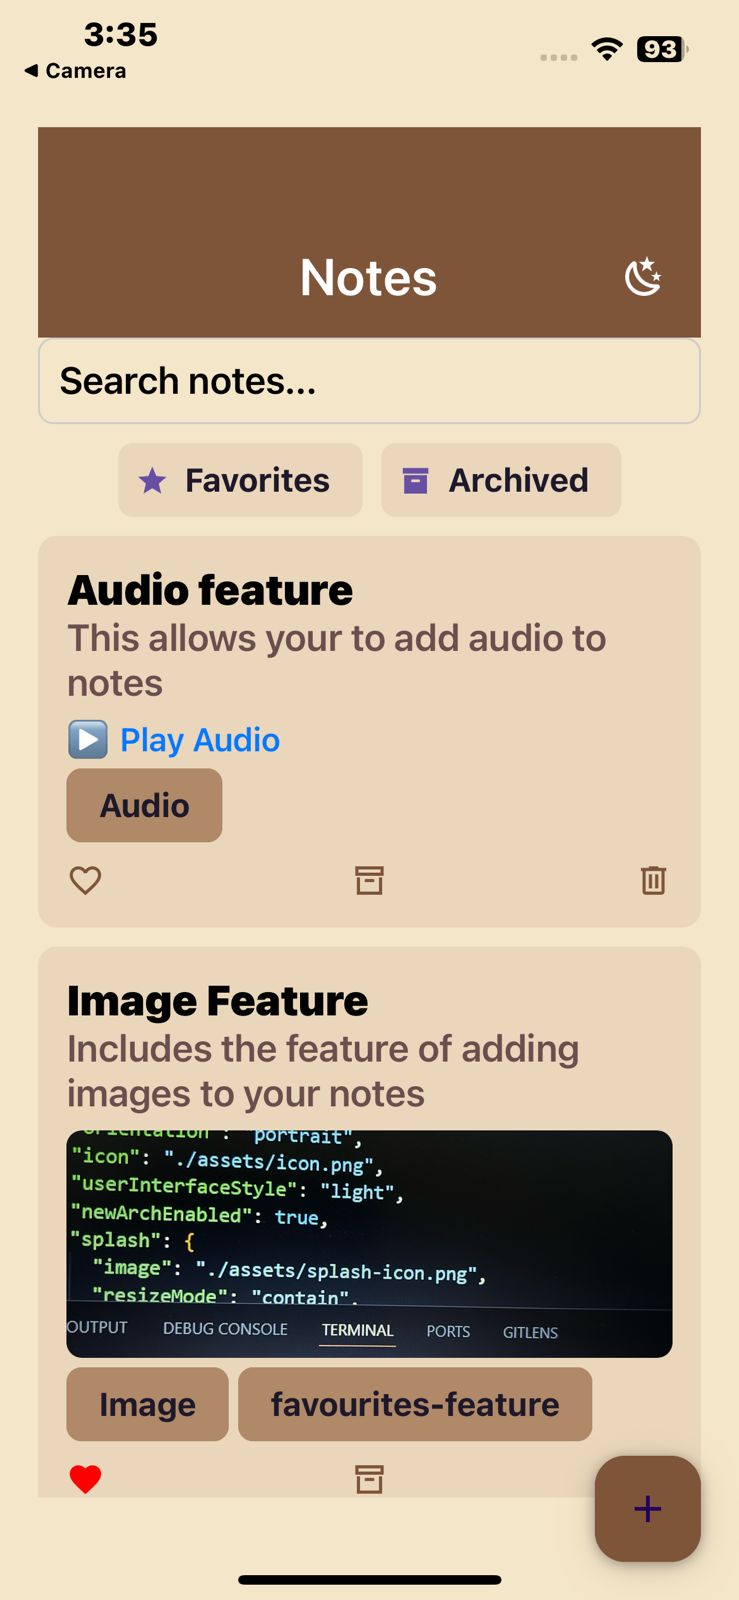 3:35
93
◀ Camera
Notes
Search notes...
Favorites
Archived
Audio feature
This allows your to add audio to
notes
Play Audio
Audio
Image Feature
Includes the feature of adding
images to your notes
"orientation": "portrait",
"icon": "./assets/icon.png",
"userInterfaceStyle": "light",
"newArchEnabled": true,
"splash": {
"image": "./assets/splash-icon.png",
"resizeMode": "contain",
OUTPUT DEBUG CONSOLE TERMINAL PORTS GITLENS
Image
favourites-feature
+